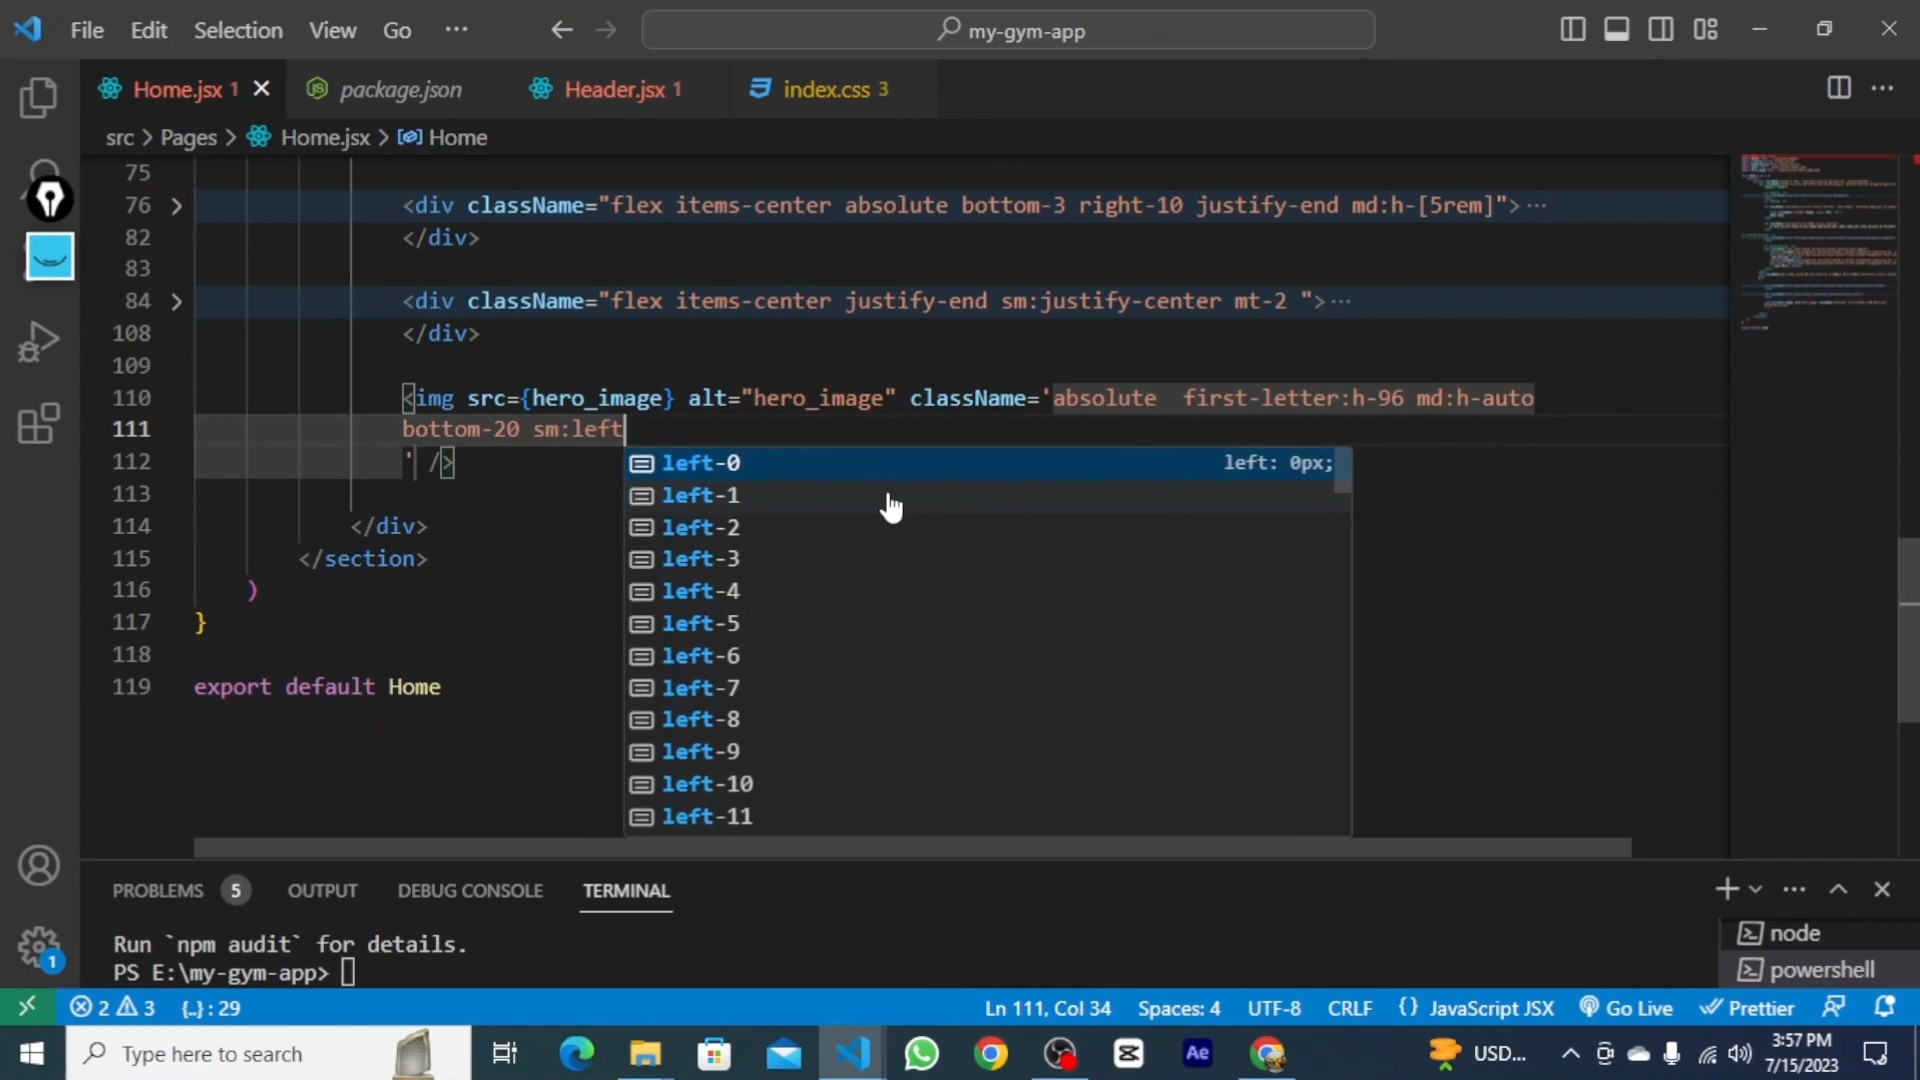 File Edit Selection View Go ··· my-gym-app
Home.jsx 1 package.json Header.jsx 1 index.css 3
src > Pages > Home.jsx > Home
75
76 <div className="flex items-center absolute bottom-3 right-10 justify-end md:h-[5rem]">···
82 </div>
83
84 <div className="flex items-center justify-end sm:justify-center mt-2 ">···
108 </div>
109
110 <img src={hero_image} alt="hero_image" className='absolute  first-letter:h-96 md:h-auto
111 bottom-20 sm:left
112 ' />
113
114 </div>
115 </section>
116 )
117 }
118
119 export default Home
left-0 left: 0px;
left-1
left-2
left-3
left-4
left-5
left-6
left-7
left-8
left-9
left-10
left-11
PROBLEMS 5 OUTPUT DEBUG CONSOLE TERMINAL
Run `npm audit` for details.
PS E:\my-gym-app>
node
powershell
1
2 3 {..} : 29 Ln 111, Col 34 Spaces: 4 UTF-8 CRLF {} JavaScript JSX Go Live Prettier
Type here to search Ae USD... 3:57 PM
7/15/2023